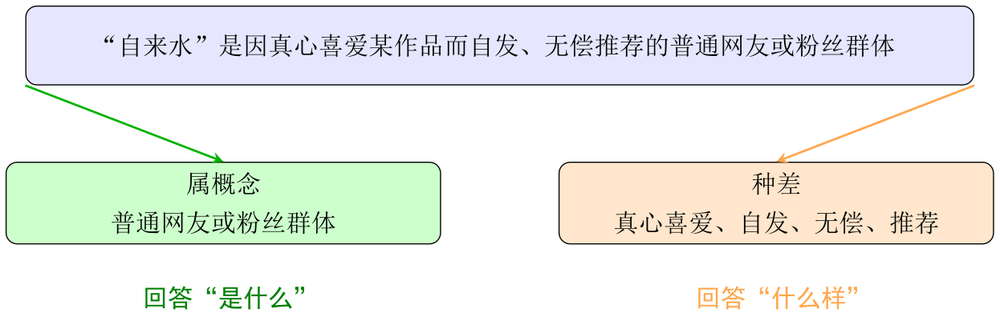 “自来水”是因真心喜爱某作品而自发、无偿推荐的普通网友或粉丝群体
属概念
普通网友或粉丝群体
种差
真心喜爱、自发、无偿、推荐
回答“是什么”
回答“什么样”